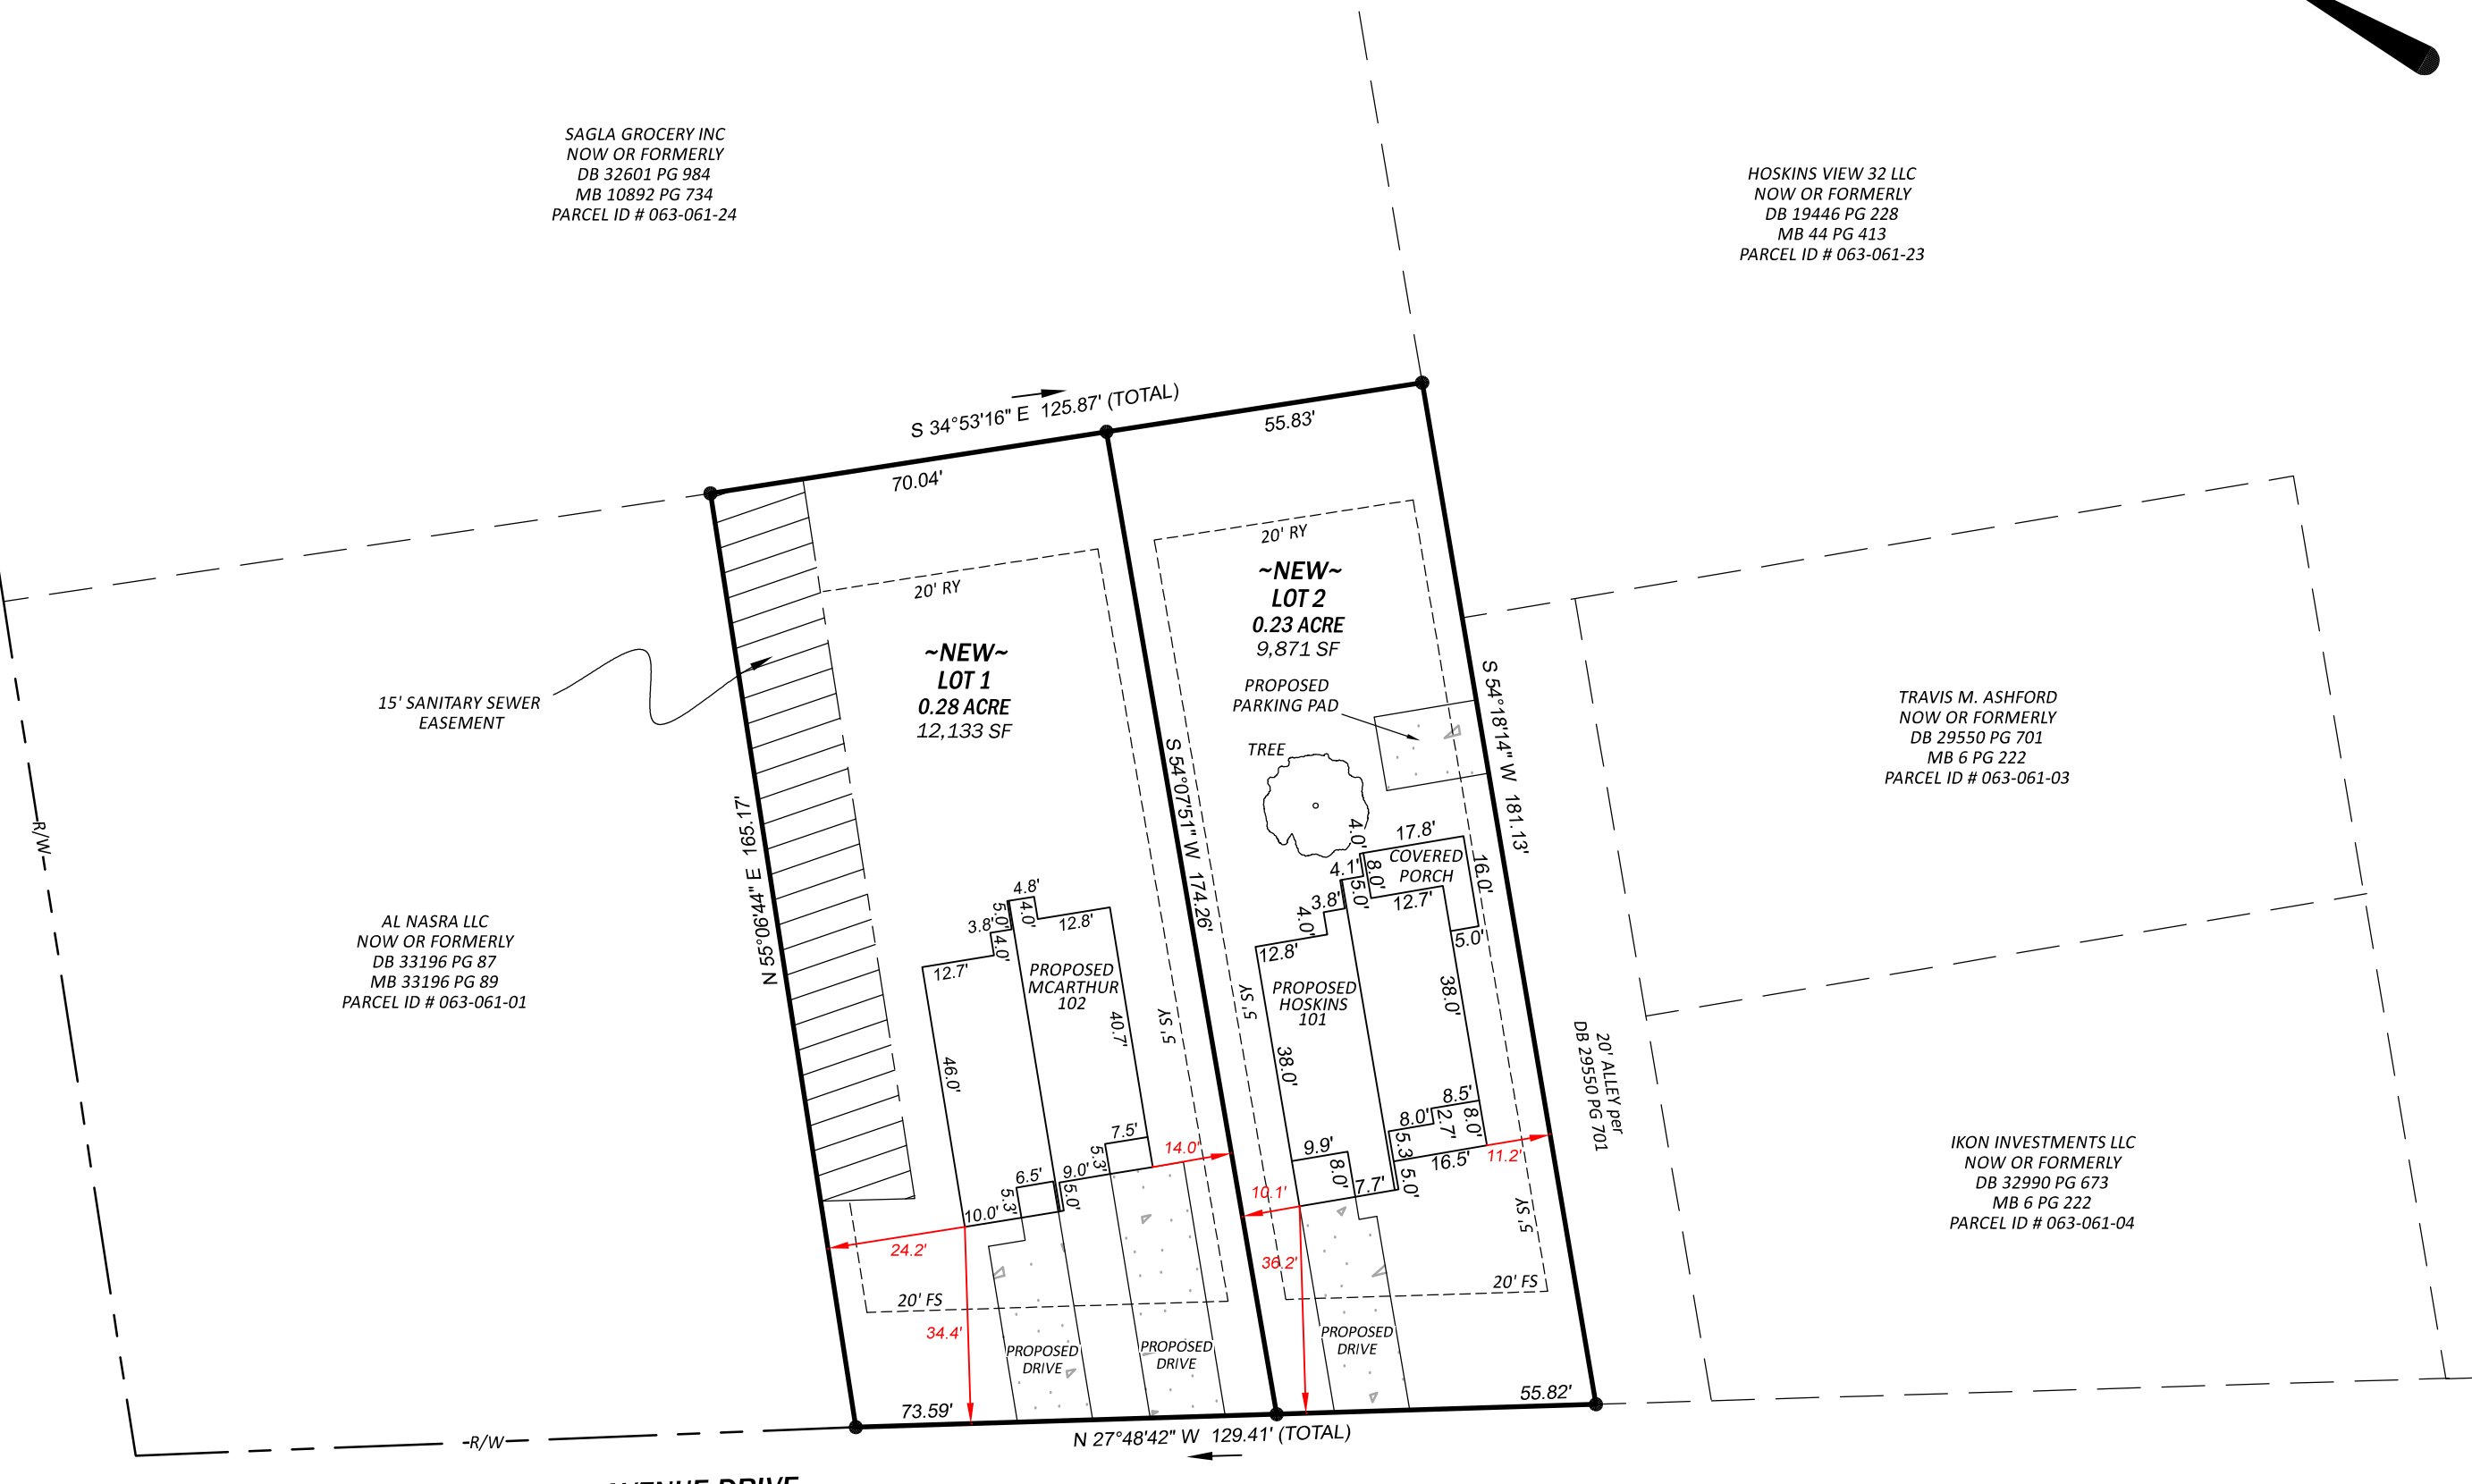 SAGLA GROCERY INC
NOW OR FORMERLY
DB 32601 PG 984
MB 10892 PG 734
PARCEL ID # 063-061-24
HOSKINS VIEW 32 LLC
NOW OR FORMERLY
DB 19446 PG 228
MB 44 PG 413
PARCEL ID # 063-061-23
S 34°53'16" E 125.87' (TOTAL)
70.04'
55.83'
20' RY
20' RY
~NEW~
LOT 1
0.28 ACRE
12,133 SF
~NEW~
LOT 2
0.23 ACRE
9,871 SF
PROPOSED
PARKING PAD
TREE
15' SANITARY SEWER
EASEMENT
N 55°06'44" E 165.17'
S 54°07'51" W 174.26'
S 54°18'14" W 181.13'
R/W
AL NASRA LLC
NOW OR FORMERLY
DB 33196 PG 87
MB 33196 PG 89
PARCEL ID # 063-061-01
TRAVIS M. ASHFORD
NOW OR FORMERLY
DB 29550 PG 701
MB 6 PG 222
PARCEL ID # 063-061-03
IKON INVESTMENTS LLC
NOW OR FORMERLY
DB 32990 PG 673
MB 6 PG 222
PARCEL ID # 063-061-04
20' ALLEY per
DB 29550 PG 701
4.8'
5.0'
4.0'
3.8'
4.0'
12.8'
12.7'
PROPOSED
MCARTHUR
102
46.0'
40.7'
5' SY
7.5'
5.3'
9.0'
5.0'
6.5'
5.3'
10.0'
14.0'
24.2'
34.4'
20' FS
PROPOSED
DRIVE
PROPOSED
DRIVE
4.0'
17.8'
COVERED
PORCH
4.1'
8.0'
5.0'
16.0'
3.8'
4.0'
12.7'
12.8'
5.0'
PROPOSED
HOSKINS
101
5' SY
38.0'
38.0'
8.5'
8.0'
2.7'
8.0'
5.3
9.9'
8.0'
16.5'
7.7'
5.0'
11.2'
10.1'
36.2'
5' SY
20' FS
PROPOSED
DRIVE
73.59'
55.82'
N 27°48'42" W 129.41' (TOTAL)
R/W
AVENUE DRIVE